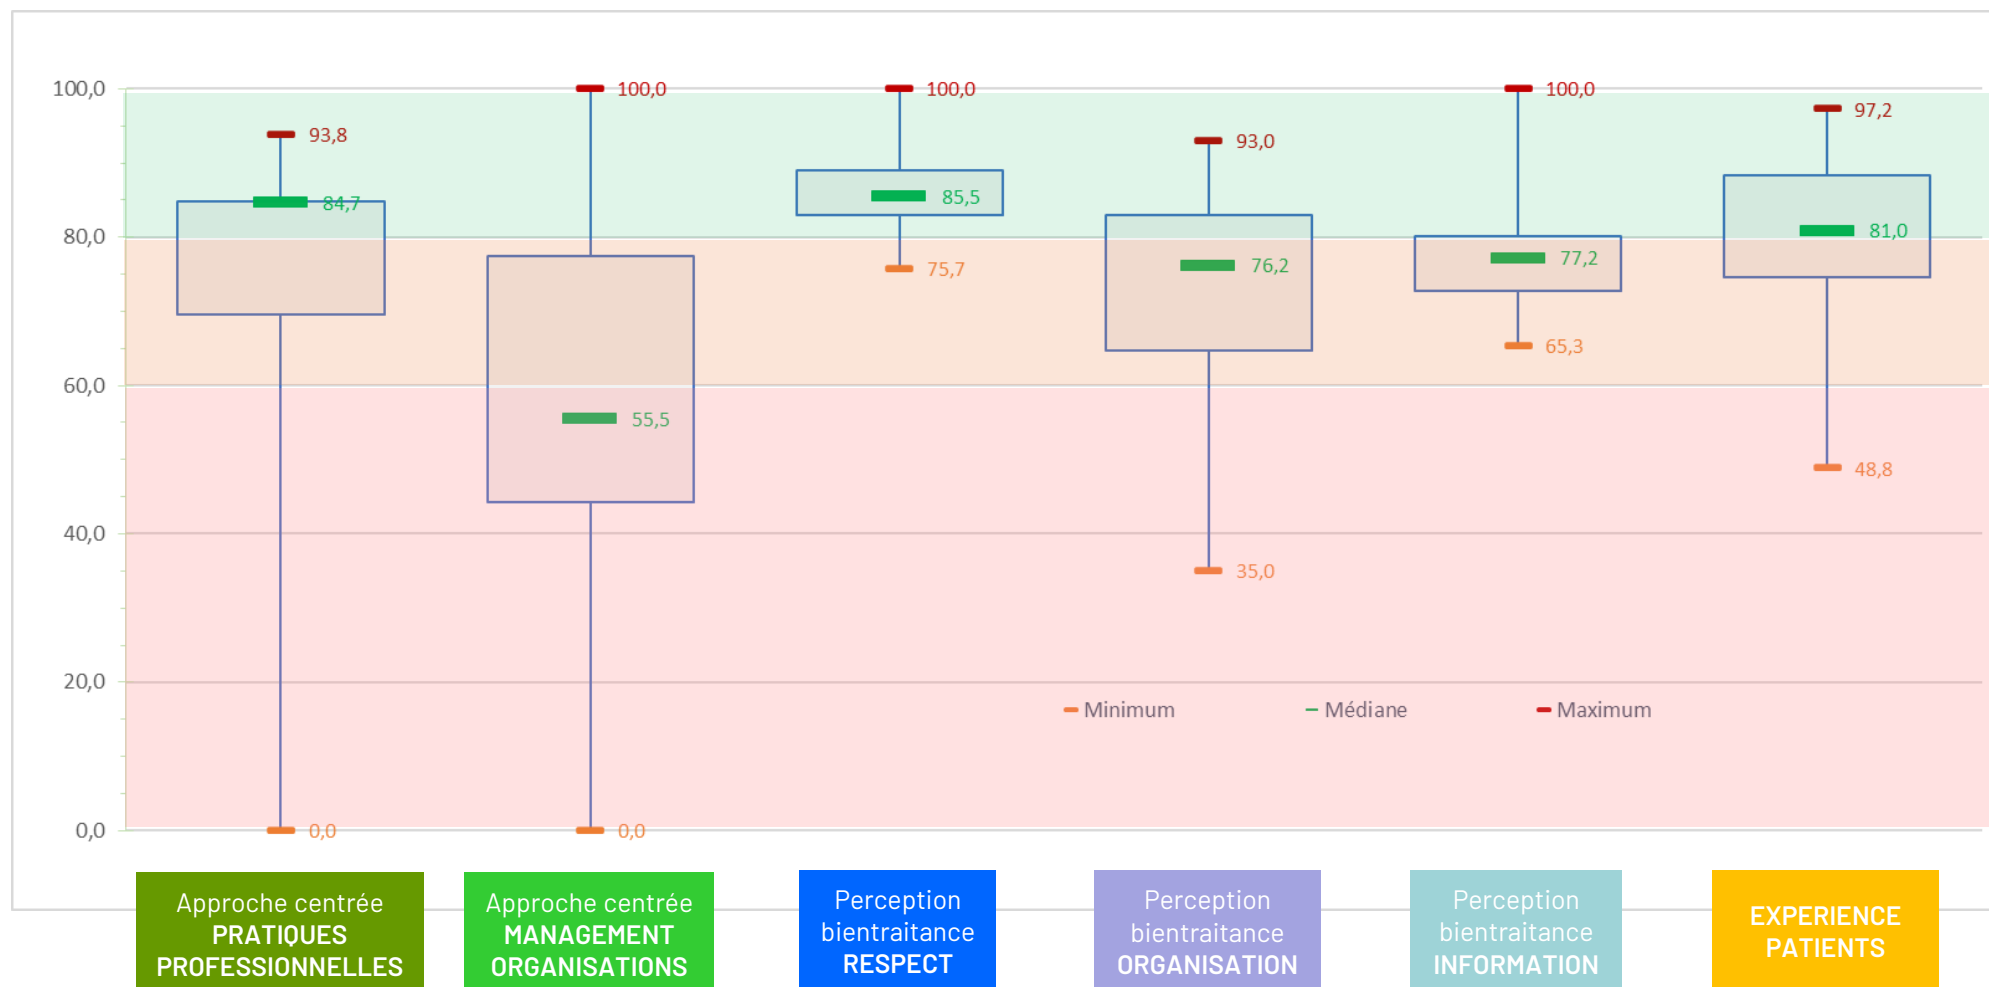 100,0
80,0
60,0
40,0
20,0
0,0
93,8
84,7
0,0
100,0
55,5
0,0
100,0
85,5
75,7
93,0
76,2
35,0
100,0
77,2
65,3
97,2
81,0
48,8
Minimum
Médiane
Maximum
Approche centrée
PRATIQUES
PROFESSIONNELLES
Approche centrée
MANAGEMENT
ORGANISATIONS
Perception
bientraitance
RESPECT
Perception
bientraitance
ORGANISATION
Perception
bientraitance
INFORMATION
EXPERIENCE
PATIENTS